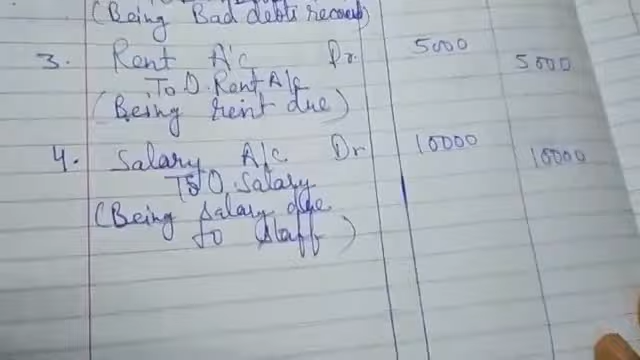 (Being Bad debts recover)
3. Rent A/c Dr. 5000
To O. Rent A/c 5000
(Being rent due)
4. Salary A/c Dr 10000
To O. Salary 10000
(Being Salary due
to staff)